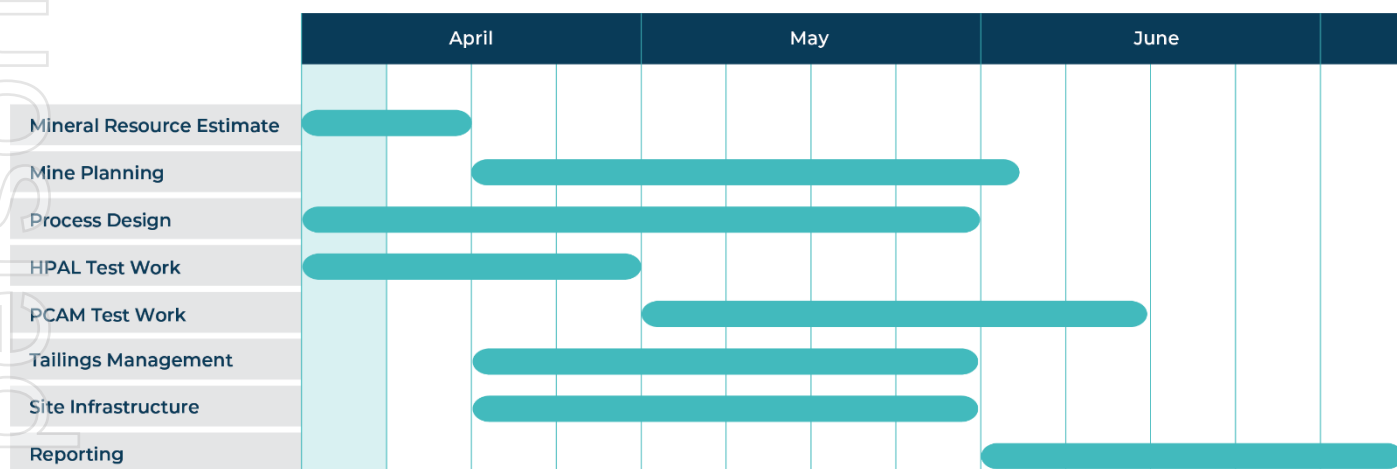 April May June
Mineral Resource Estimate
Mine Planning
Process Design
HPAL Test Work
PCAM Test Work
Tailings Management
Site Infrastructure
Reporting